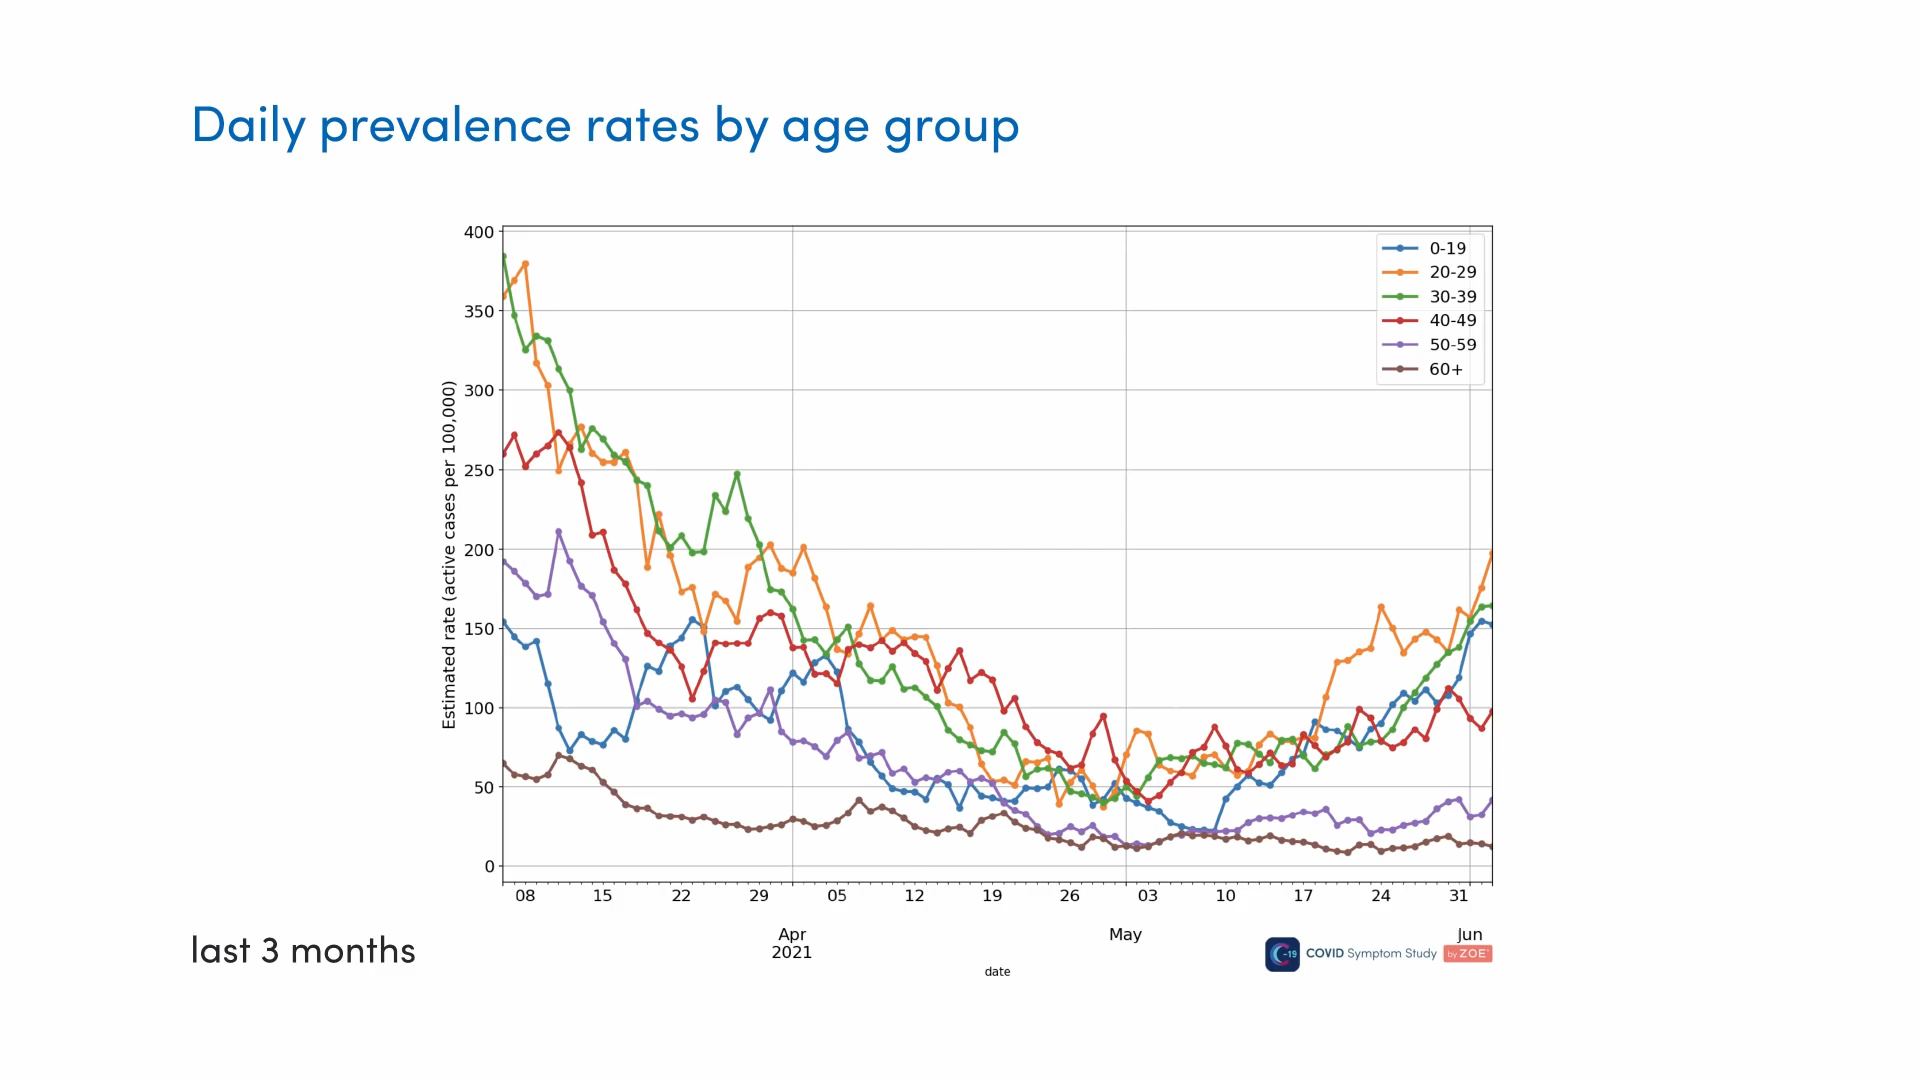 Daily prevalence rates by age group
400
350
300
250
200
150
100
50
0
Estimated rate (active cases per 100,000)
0-19
20-29
30-39
40-49
50-59
60+
08 15 22 29 05 12 19 26 03 10 17 24 31
Apr May Jun
2021
date
last 3 months
C-19 COVID Symptom Study by ZOE